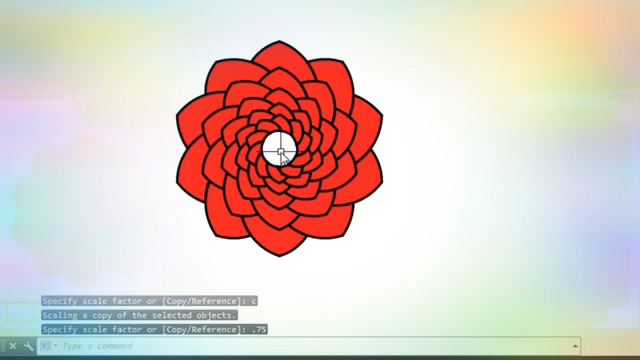 Specify scale factor or [Copy/Reference]: c
Scaling a copy of the selected objects.
Specify scale factor or [Copy/Reference]: .75
Type a command